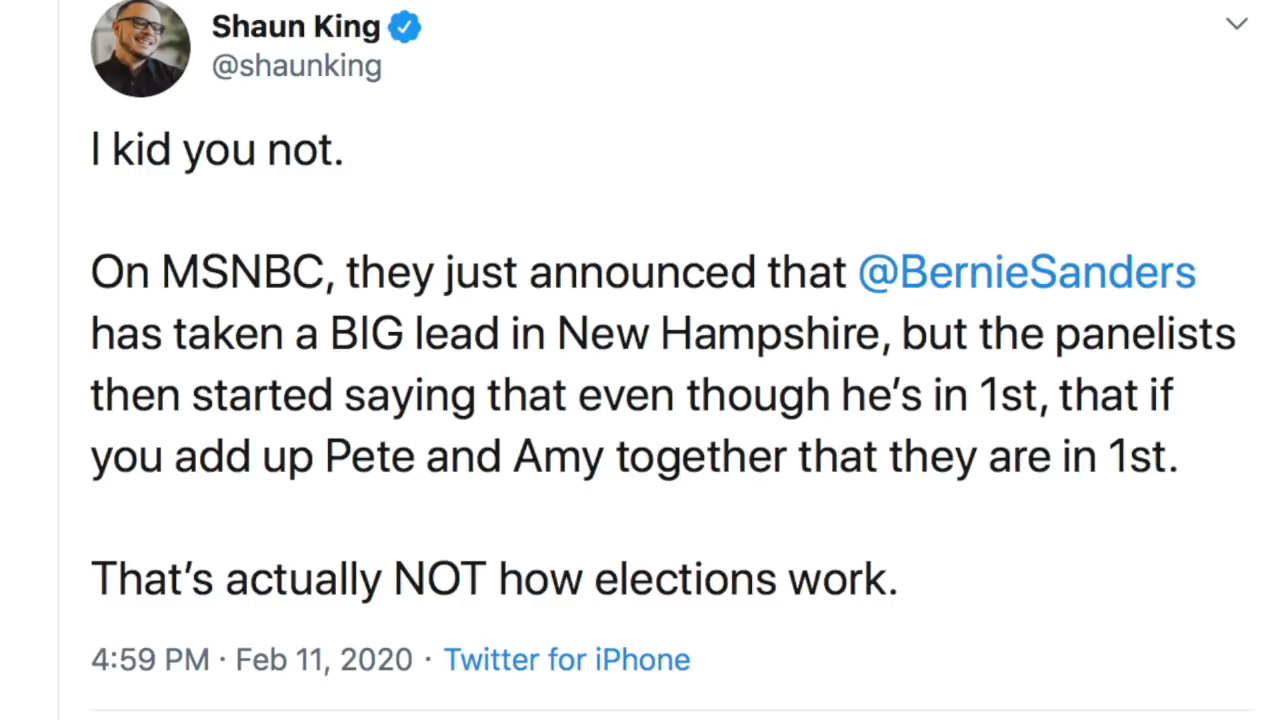 Shaun King
@shaunking
I kid you not.
On MSNBC, they just announced that @BernieSanders
has taken a BIG lead in New Hampshire, but the panelists
then started saying that even though he’s in 1st, that if
you add up Pete and Amy together that they are in 1st.
That’s actually NOT how elections work.
4:59 PM · Feb 11, 2020 · Twitter for iPhone